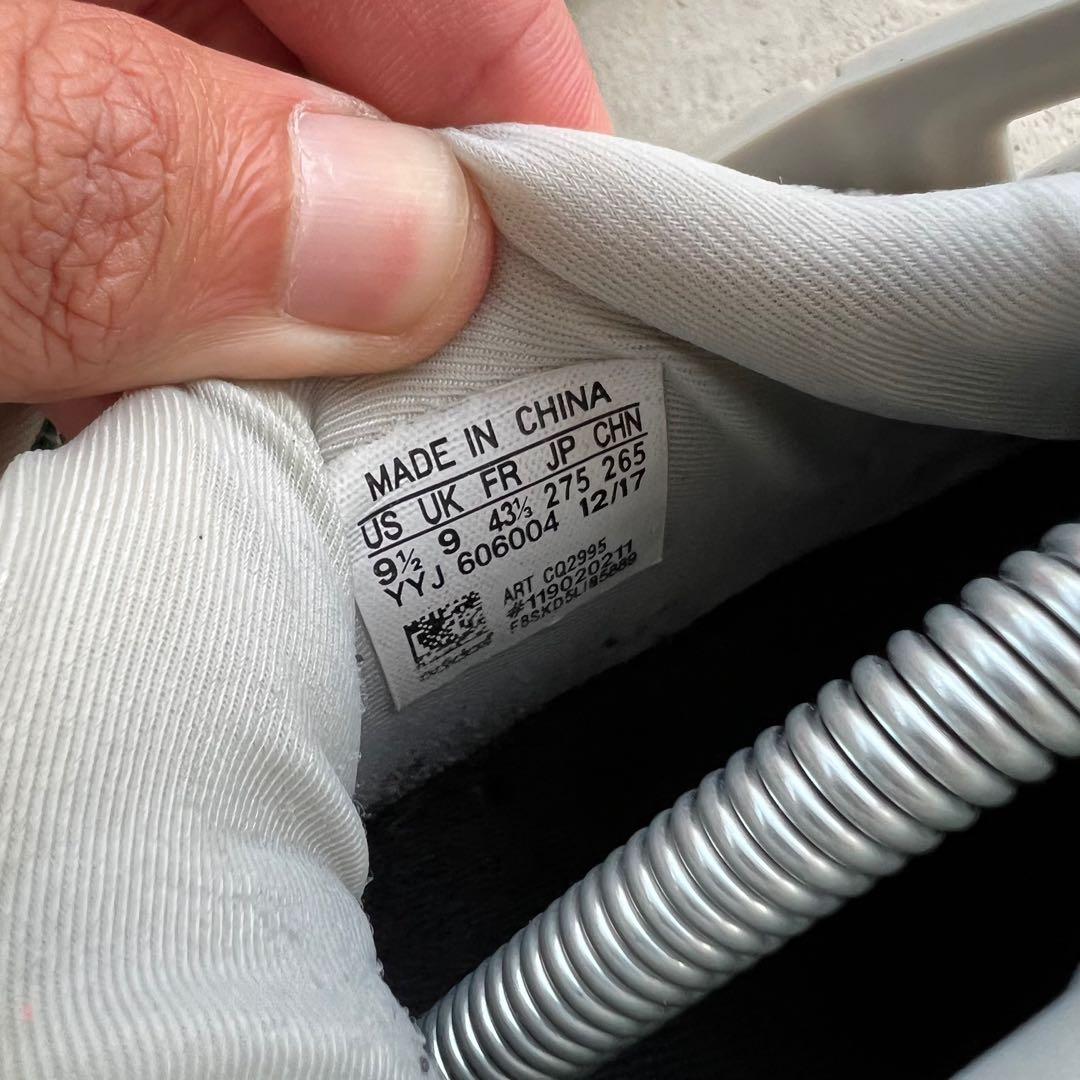 MADE IN CHINA
US UK FR JP CHN
9½ 9 43⅓ 275 265
YYJ 606004 12/17
ART CQ2995
#119020211